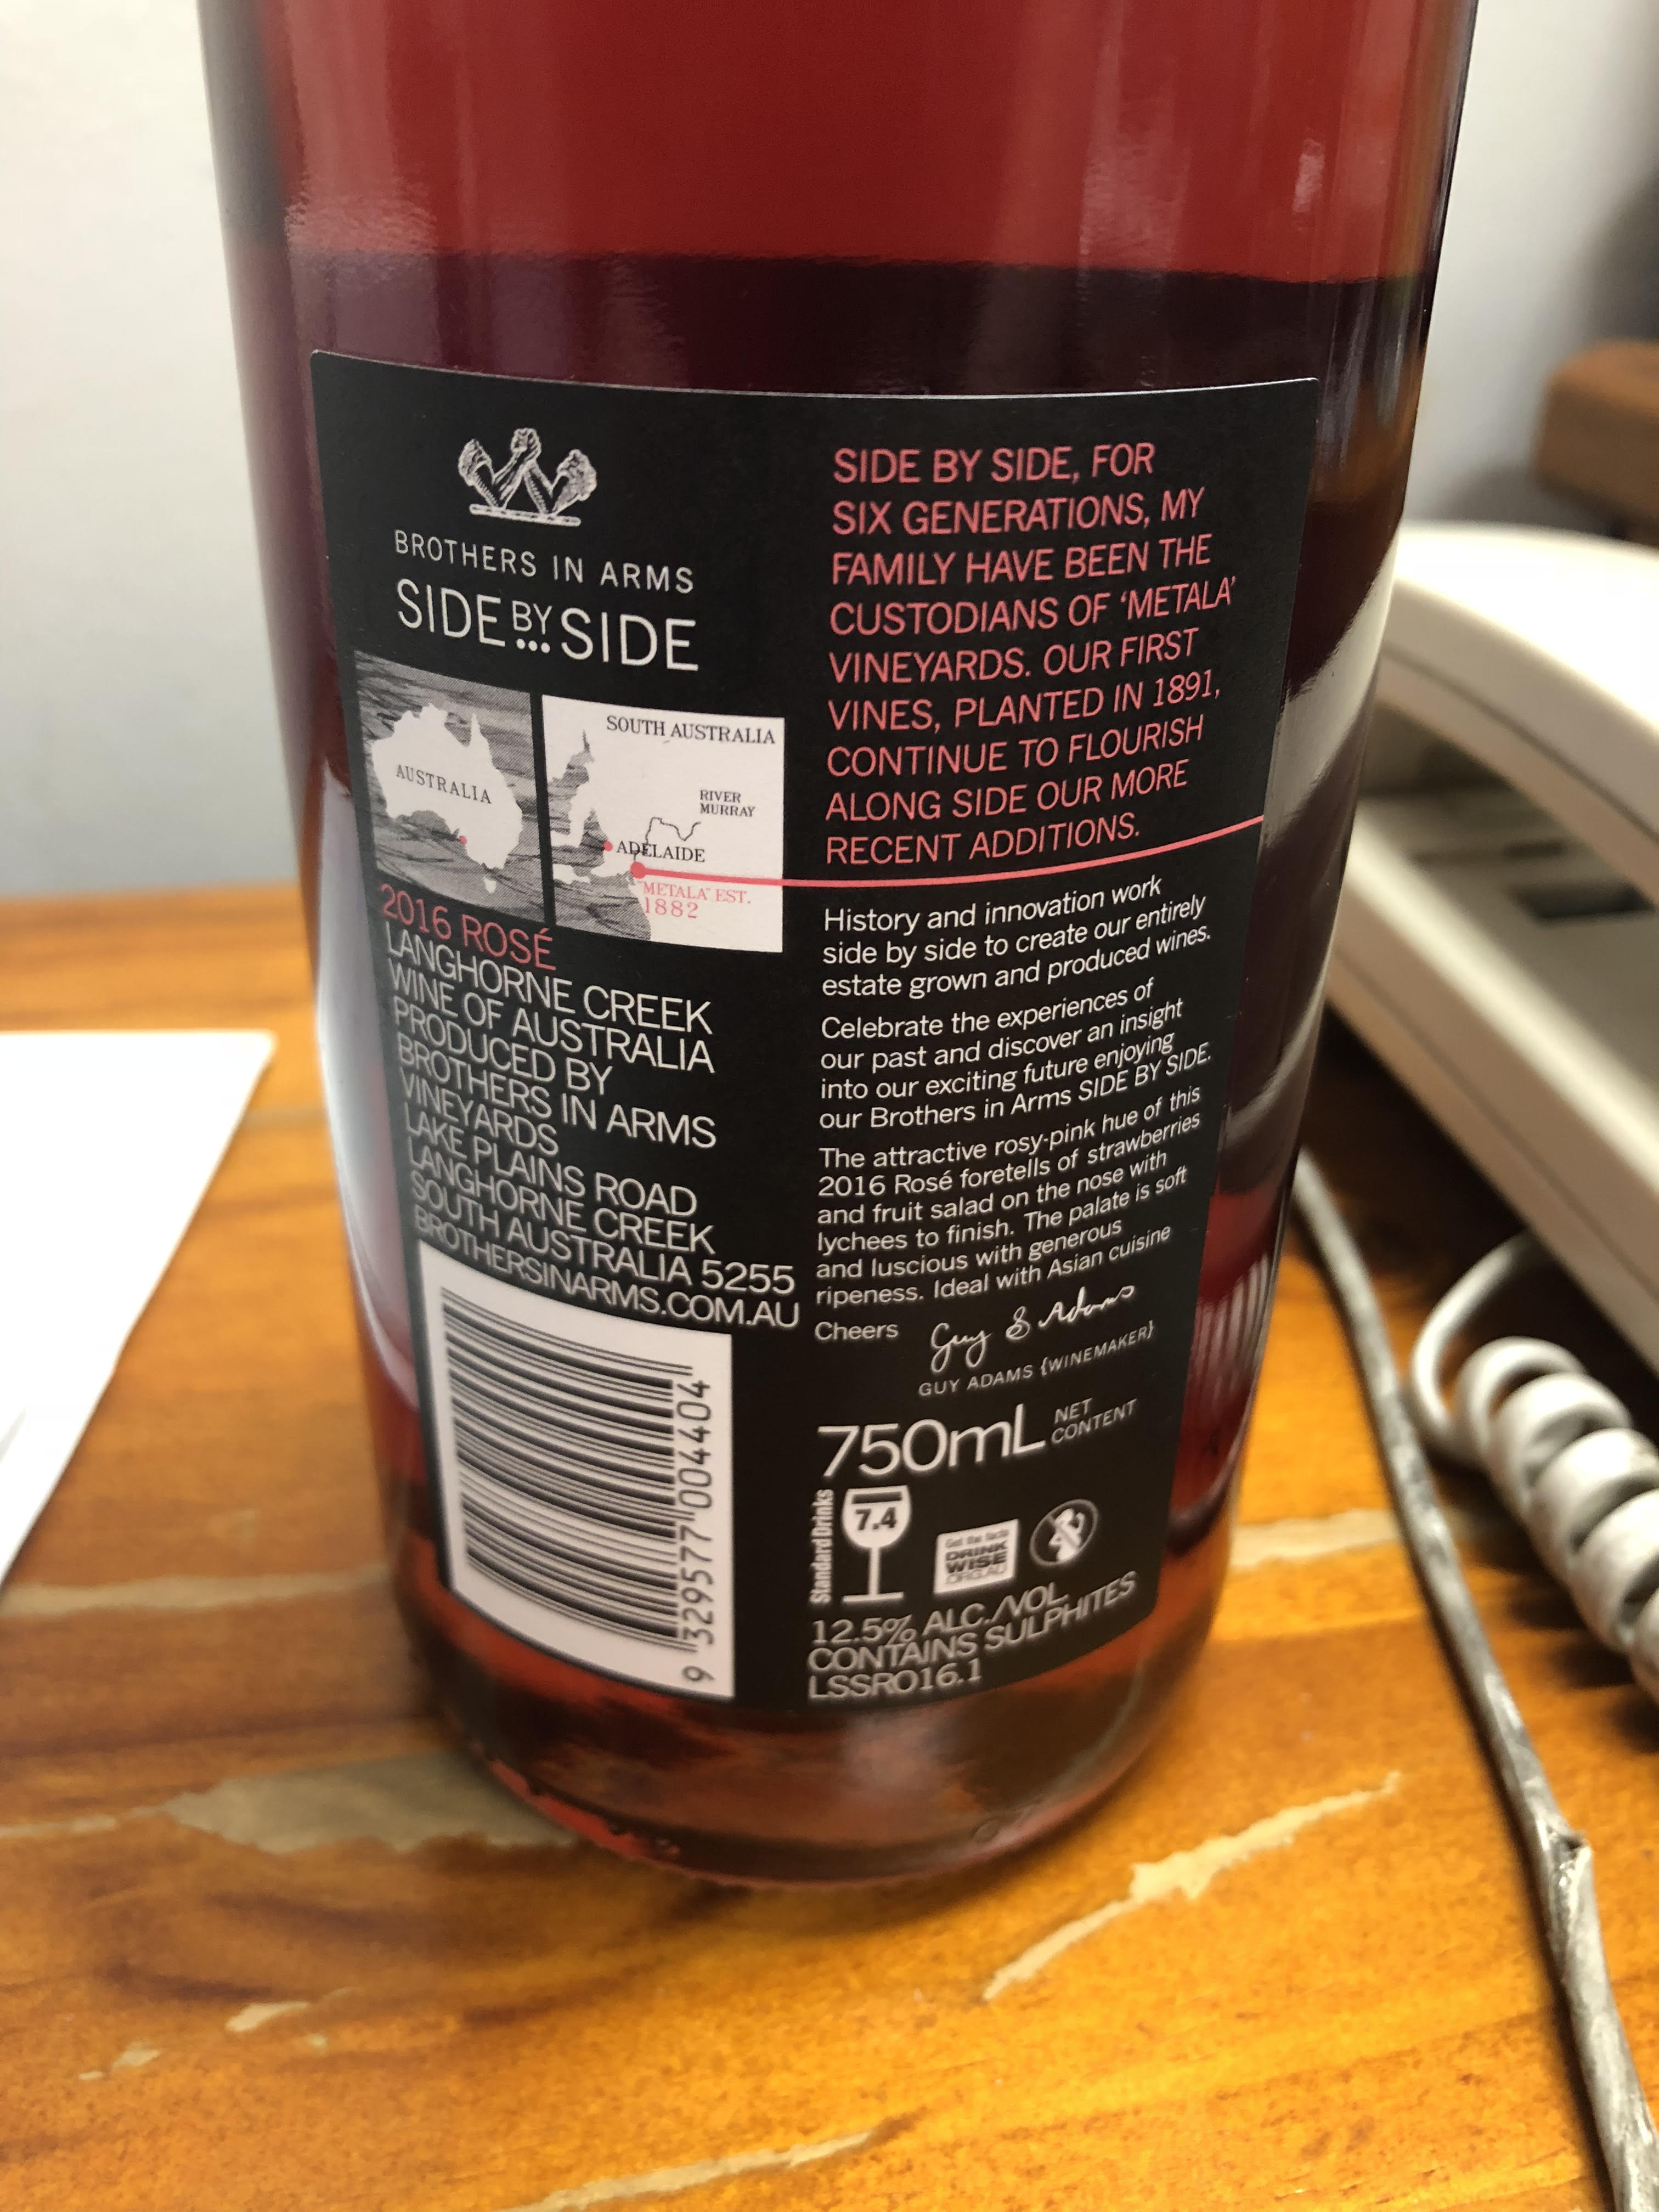 BROTHERS IN ARMS
SIDE BY SIDE
AUSTRALIA
SOUTH AUSTRALIA
RIVER
MURRAY
ADELAIDE
'METALA' EST.
1882
2016 ROSÉ
LANGHORNE CREEK
WINE OF AUSTRALIA
PRODUCED BY
BROTHERS IN ARMS
VINEYARDS
LAKE PLAINS ROAD
LANGHORNE CREEK
SOUTH AUSTRALIA 5255
BROTHERSINARMS.COM.AU
9 329577 004404
SIDE BY SIDE, FOR
SIX GENERATIONS, MY
FAMILY HAVE BEEN THE
CUSTODIANS OF 'METALA'
VINEYARDS. OUR FIRST
VINES, PLANTED IN 1891,
CONTINUE TO FLOURISH
ALONG SIDE OUR MORE
RECENT ADDITIONS.
History and innovation work
side by side to create our entirely
estate grown and produced wines.
Celebrate the experiences of
our past and discover an insight
into our exciting future enjoying
our Brothers in Arms SIDE BY SIDE.
The attractive rosy-pink hue of this
2016 Rosé foretells of strawberries
and fruit salad on the nose with
lychees to finish. The palate is soft
and luscious with generous
ripeness. Ideal with Asian cuisine
Cheers
Guy S Adams
GUY ADAMS {WINEMAKER}
750mL NET
CONTENT
Standard Drinks
7.4
Get the facts
DRINK
WISE
.ORG.AU
12.5% ALC./VOL
CONTAINS SULPHITES
LSSRO16.1